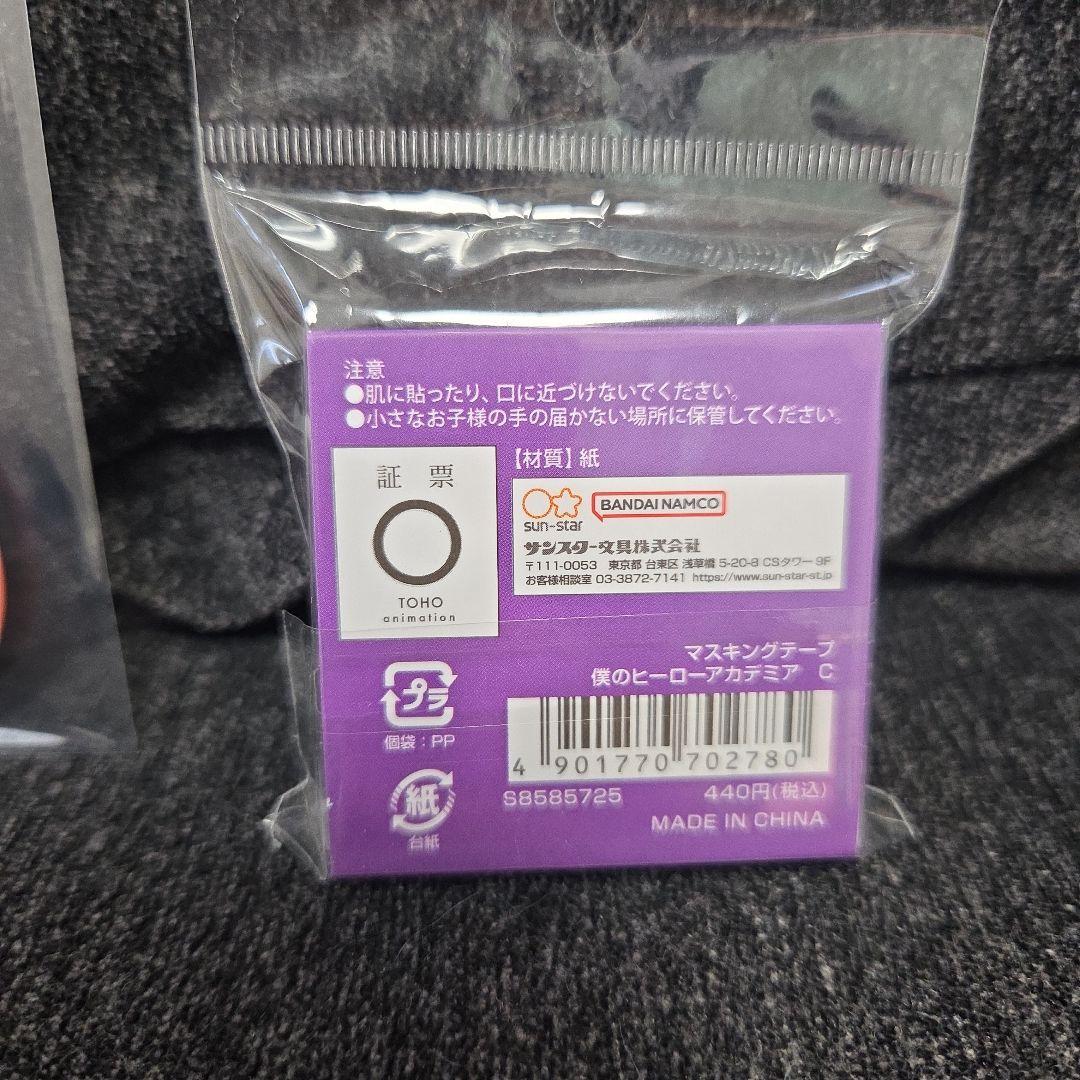 注意
●肌に貼ったり、口に近づけないでください。
●小さなお子様の手の届かない場所に保管してください。
【材質】紙
証 票
TOHO
animation
sun-star
BANDAI NAMCO
サンスター文具株式会社
〒111-0053 東京都 台東区 浅草橋 5-20-8 CSタワー 9F
お客様相談室 03-3872-7141 https://www.sun-star-st.jp
マスキングテープ
僕のヒーローアカデミア C
プラ
個袋：PP
4 901770 702780
紙
台紙
S8585725 440円(税込)
MADE IN CHINA